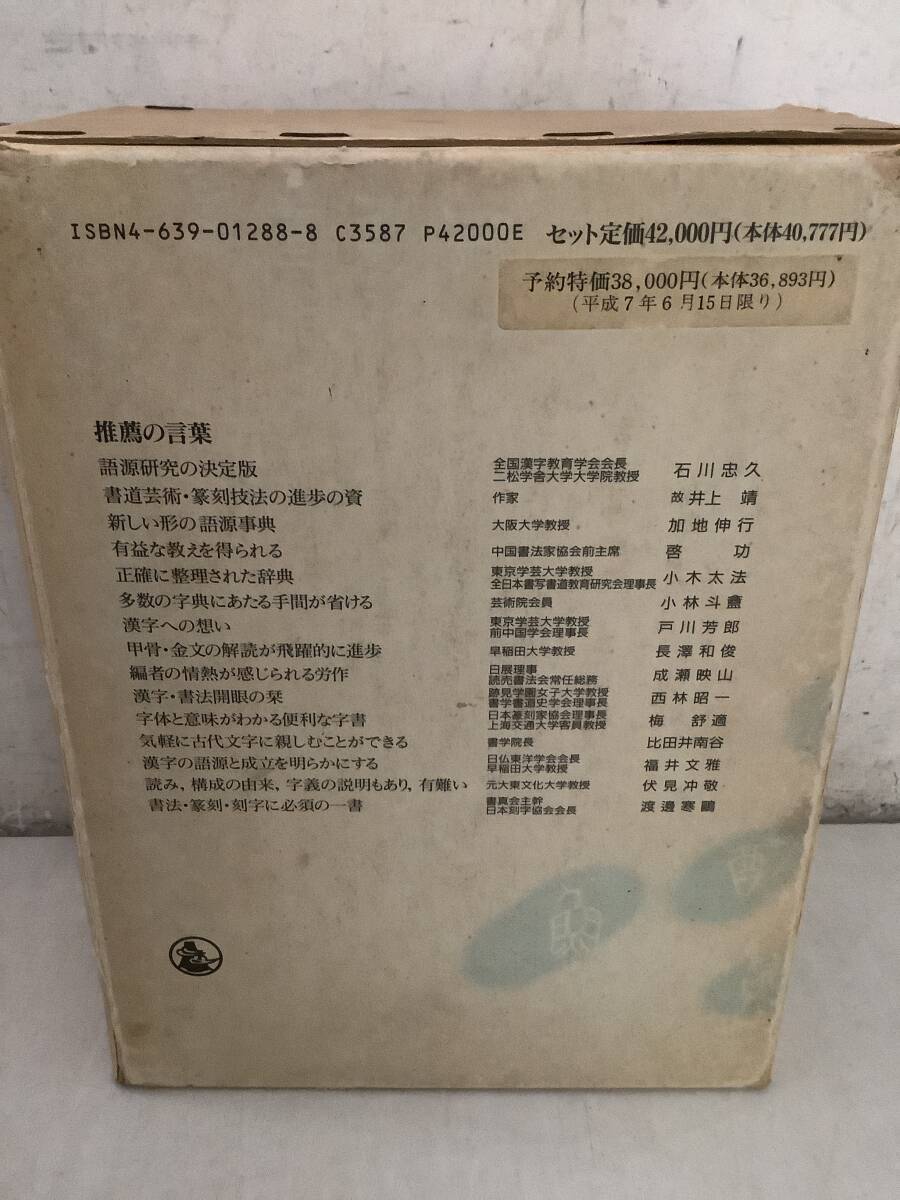 ISBN4-639-01288-8 C3587 P42000E セット定価42,000円(本体40,777円)
予約特価38,000円(本体36,893円)
(平成7年6月15日限り)
推薦の言葉
語源研究の決定版 全国漢字教育学会会長 二松学舎大学大学院教授 石川忠久
書道芸術・篆刻技法の進歩の資 作家 故井上靖
新しい形の語源事典 大阪大学教授 加地伸行
有益な教えを得られる 中国書法家協会前主席 啓功
正確に整理された辞典 東京学芸大学教授 全日本書写書道教育研究会理事長 小木太法
多数の字典にあたる手間が省ける 芸術院会員 小林斗盦
漢字への想い 東京学芸大学教授 前中国学会理事長 戸川芳郎
甲骨・金文の解読が飛躍的に進歩 早稲田大学教授 長澤和俊
編者の情熱が感じられる労作 日展理事 読売書法会常任総務 成瀬映山
漢字・書法開眼の栞 跡見学園女子大学教授 書学書道史学会理事長 西林昭一
字体と意味がわかる便利な字書 日本篆刻家協会理事長 上海交通大学客員教授 梅舒適
気軽に古代文字に親しむことができる 書学院長 比田井南谷
漢字の語源と成立を明らかにする 日仏東洋学会会長 早稲田大学教授 福井文雅
読み,構成の由来,字義の説明もあり,有難い 元大東文化大学教授 伏見冲敬
書法・篆刻・刻字に必須の一書 書真会主幹 日本刻字協会会長 渡邊寒鷗